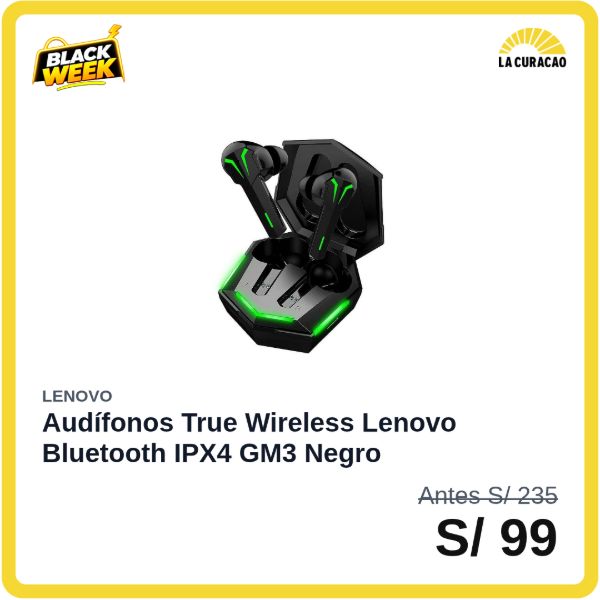 BLACK
WEEK
LA CURACAO
LENOVO
Audífonos True Wireless Lenovo
Bluetooth IPX4 GM3 Negro
Antes S/ 235
S/ 99